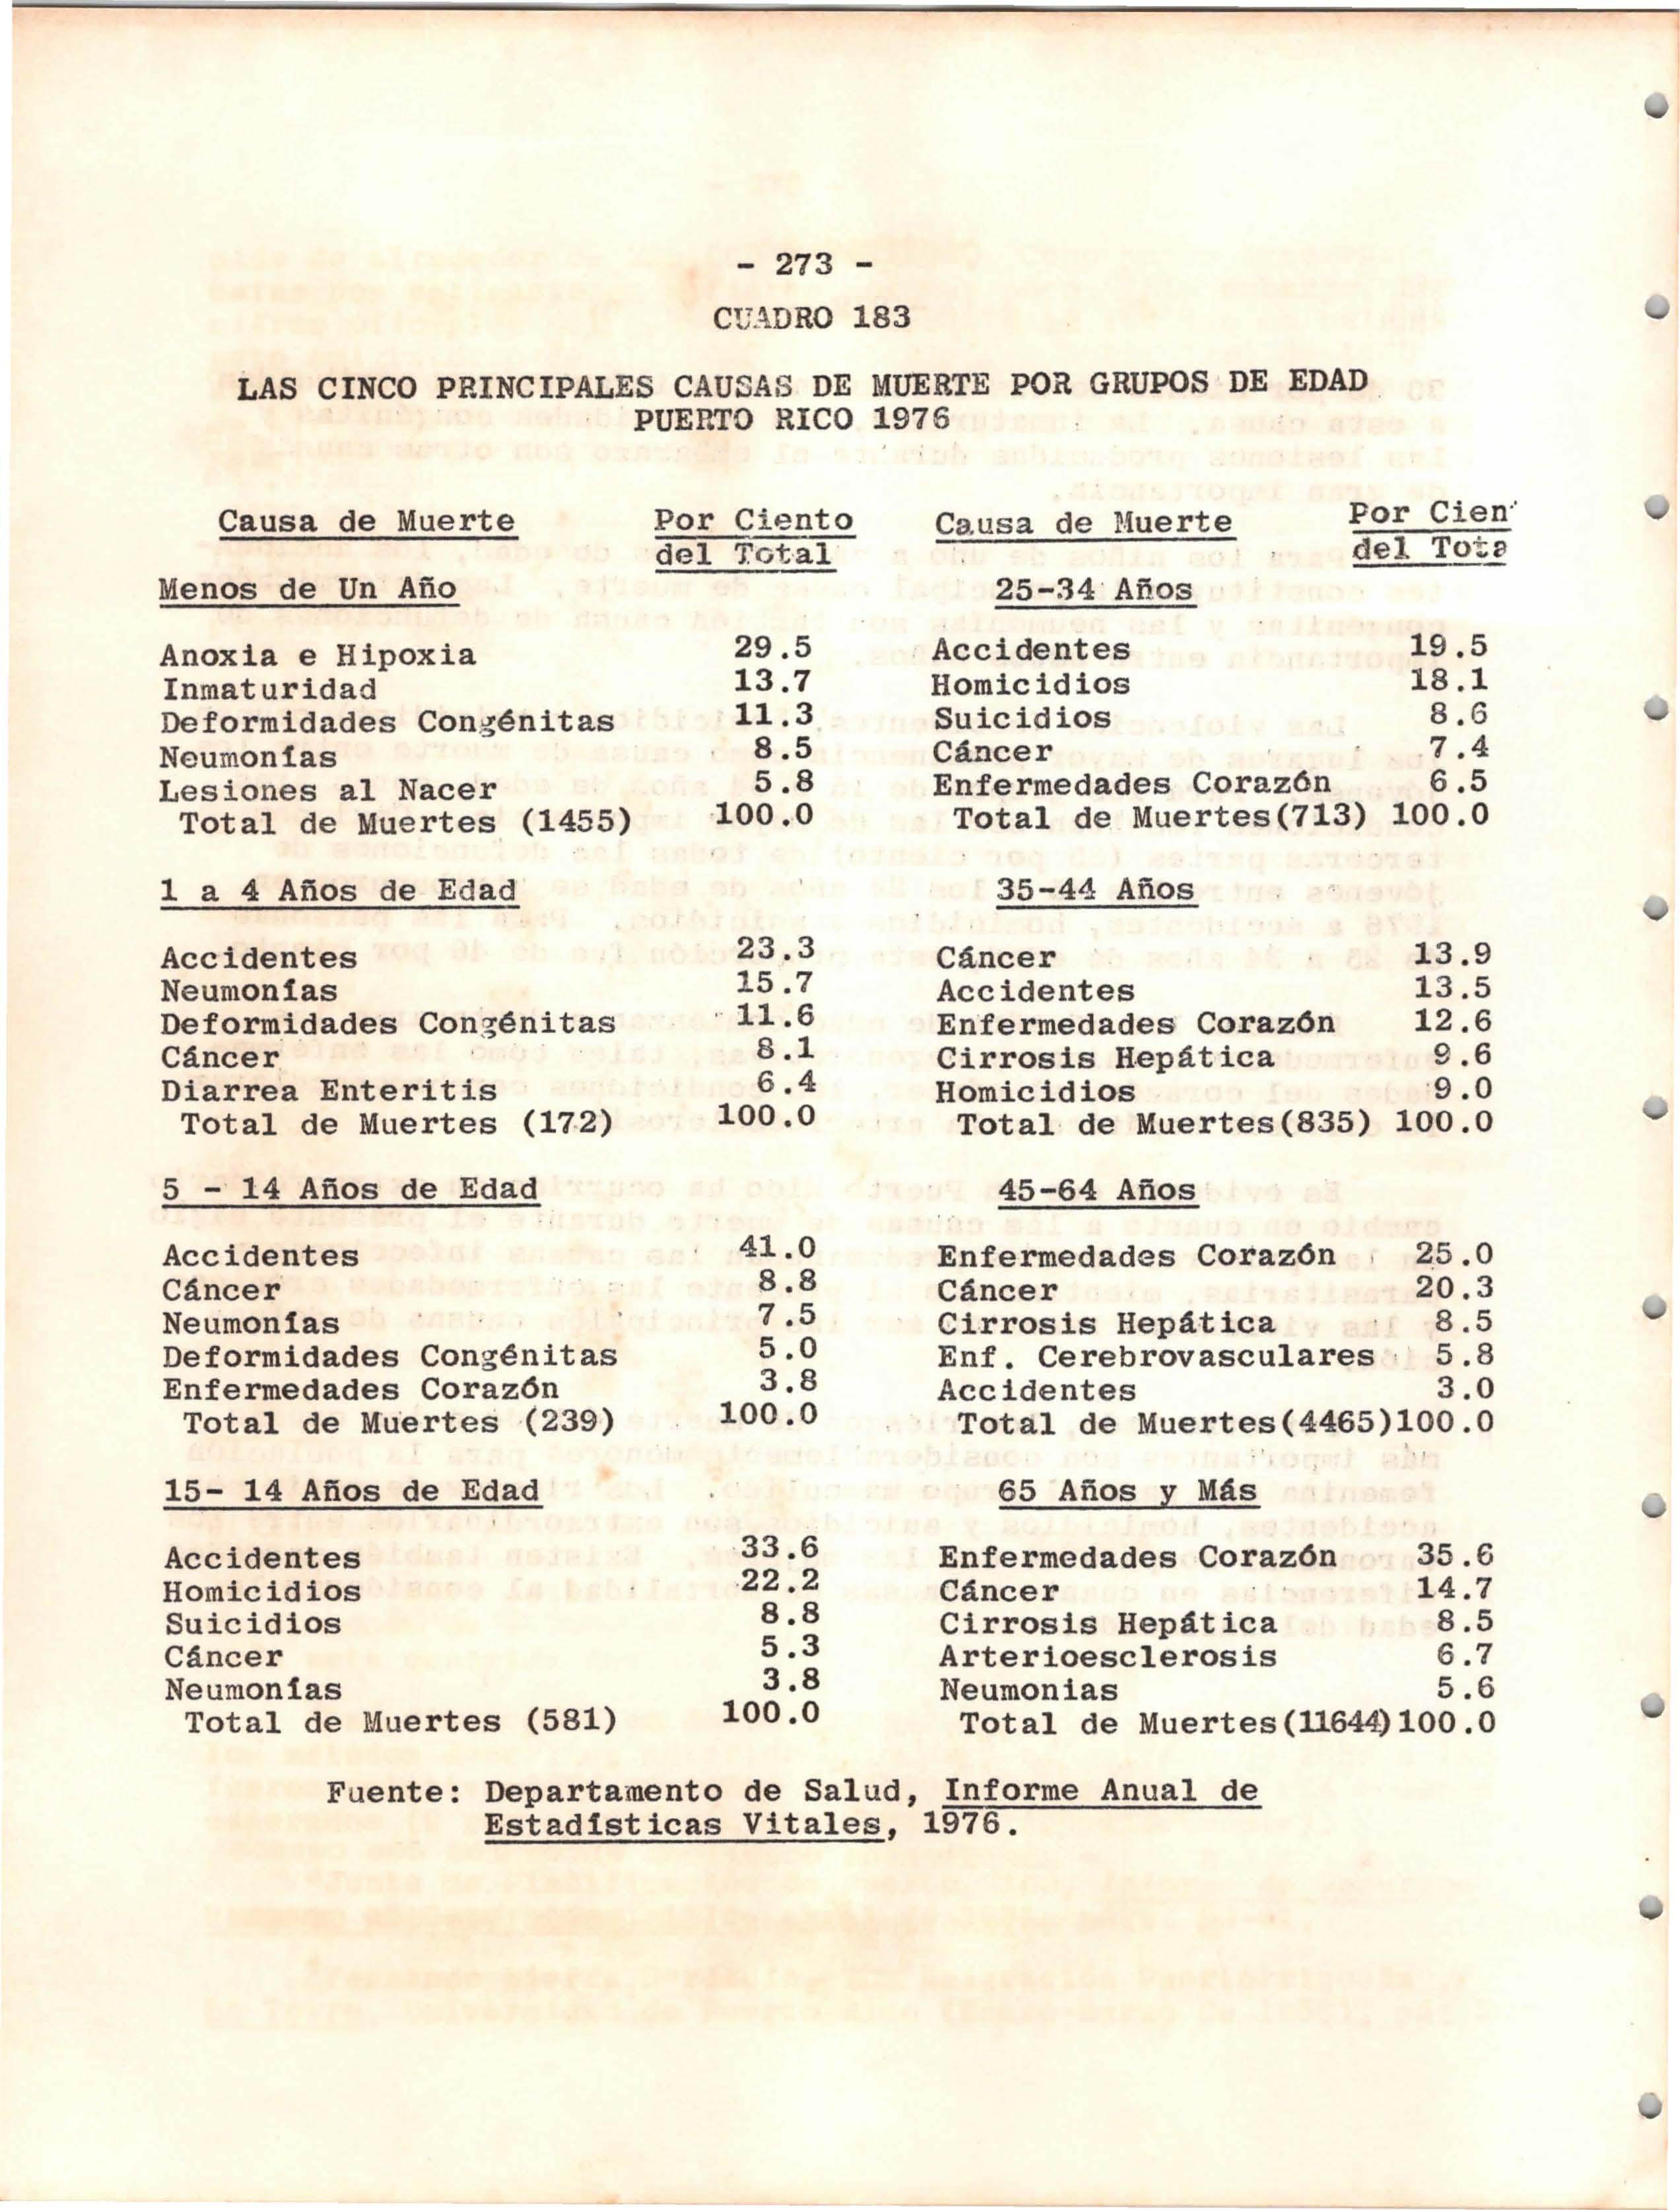 - 273 -
CUADRO 183
LAS CINCO PRINCIPALES CAUSAS DE MUERTE POR GRUPOS DE EDAD
PUERTO RICO 1976
Causa de Muerte Por Ciento
del Total
Menos de Un Año
Anoxia e Hipoxia 29.5
Inmaturidad 13.7
Deformidades Congénitas 11.3
Neumonías 8.5
Lesiones al Nacer 5.8
Total de Muertes (1455) 100.0
1 a 4 Años de Edad
Accidentes 23.3
Neumonías 15.7
Deformidades Congénitas 11.6
Cáncer 8.1
Diarrea Enteritis 6.4
Total de Muertes (172) 100.0
5 - 14 Años de Edad
Accidentes 41.0
Cáncer 8.8
Neumonías 7.5
Deformidades Congénitas 5.0
Enfermedades Corazón 3.8
Total de Muertes (239) 100.0
15- 14 Años de Edad
Accidentes 33.6
Homicidios 22.2
Suicidios 8.8
Cáncer 5.3
Neumonías 3.8
Total de Muertes (581) 100.0
Causa de Muerte Por Cien
del Tota
25-34 Años
Accidentes 19.5
Homicidios 18.1
Suicidios 8.6
Cáncer 7.4
Enfermedades Corazón 6.5
Total de Muertes(713) 100.0
35-44 Años
Cáncer 13.9
Accidentes 13.5
Enfermedades Corazón 12.6
Cirrosis Hepática 9.6
Homicidios 9.0
Total de Muertes(835) 100.0
45-64 Años
Enfermedades Corazón 25.0
Cáncer 20.3
Cirrosis Hepática 8.5
Enf. Cerebrovasculares 5.8
Accidentes 3.0
Total de Muertes(4465)100.0
65 Años y Más
Enfermedades Corazón 35.6
Cáncer 14.7
Cirrosis Hepática 8.5
Arterioesclerosis 6.7
Neumonias 5.6
Total de Muertes(11644)100.0
Fuente: Departamento de Salud, Informe Anual de
Estadísticas Vitales, 1976.